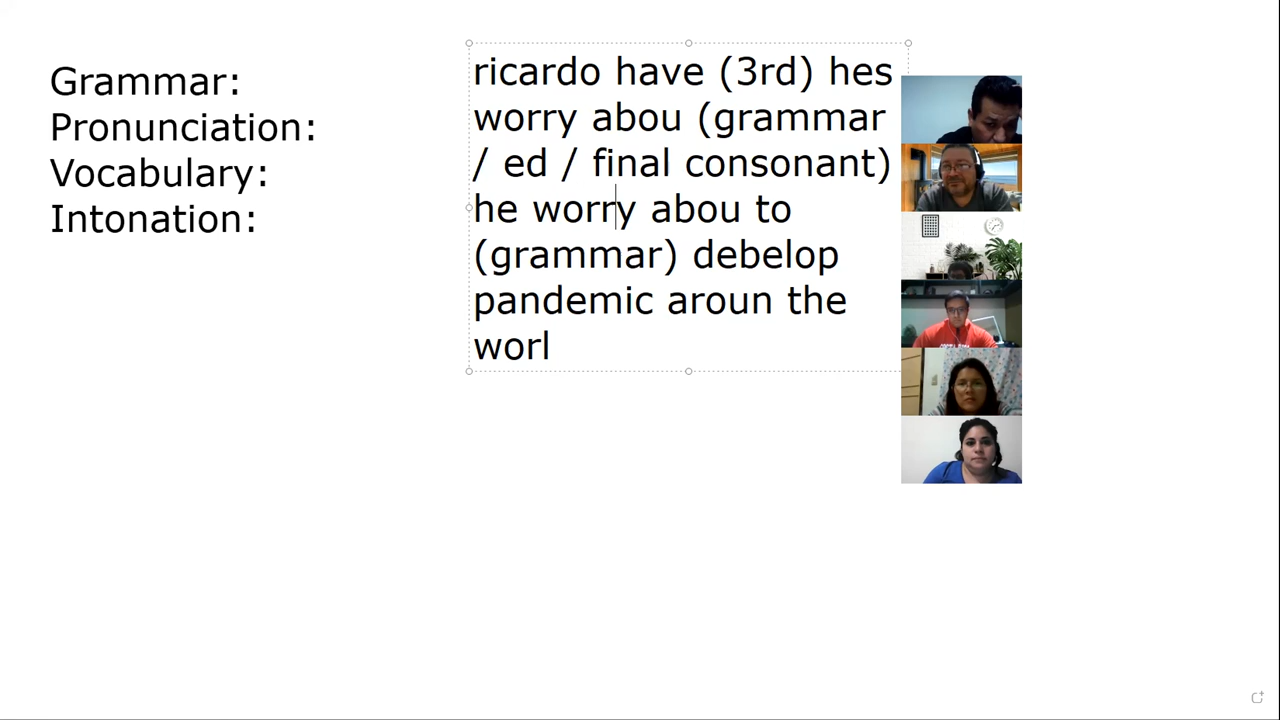 Grammar:
Pronunciation:
Vocabulary:
Intonation:
ricardo have (3rd) hes
worry abou (grammar
/ ed / final consonant)
he worry abou to
(grammar) debelop
pandemic aroun the
worl